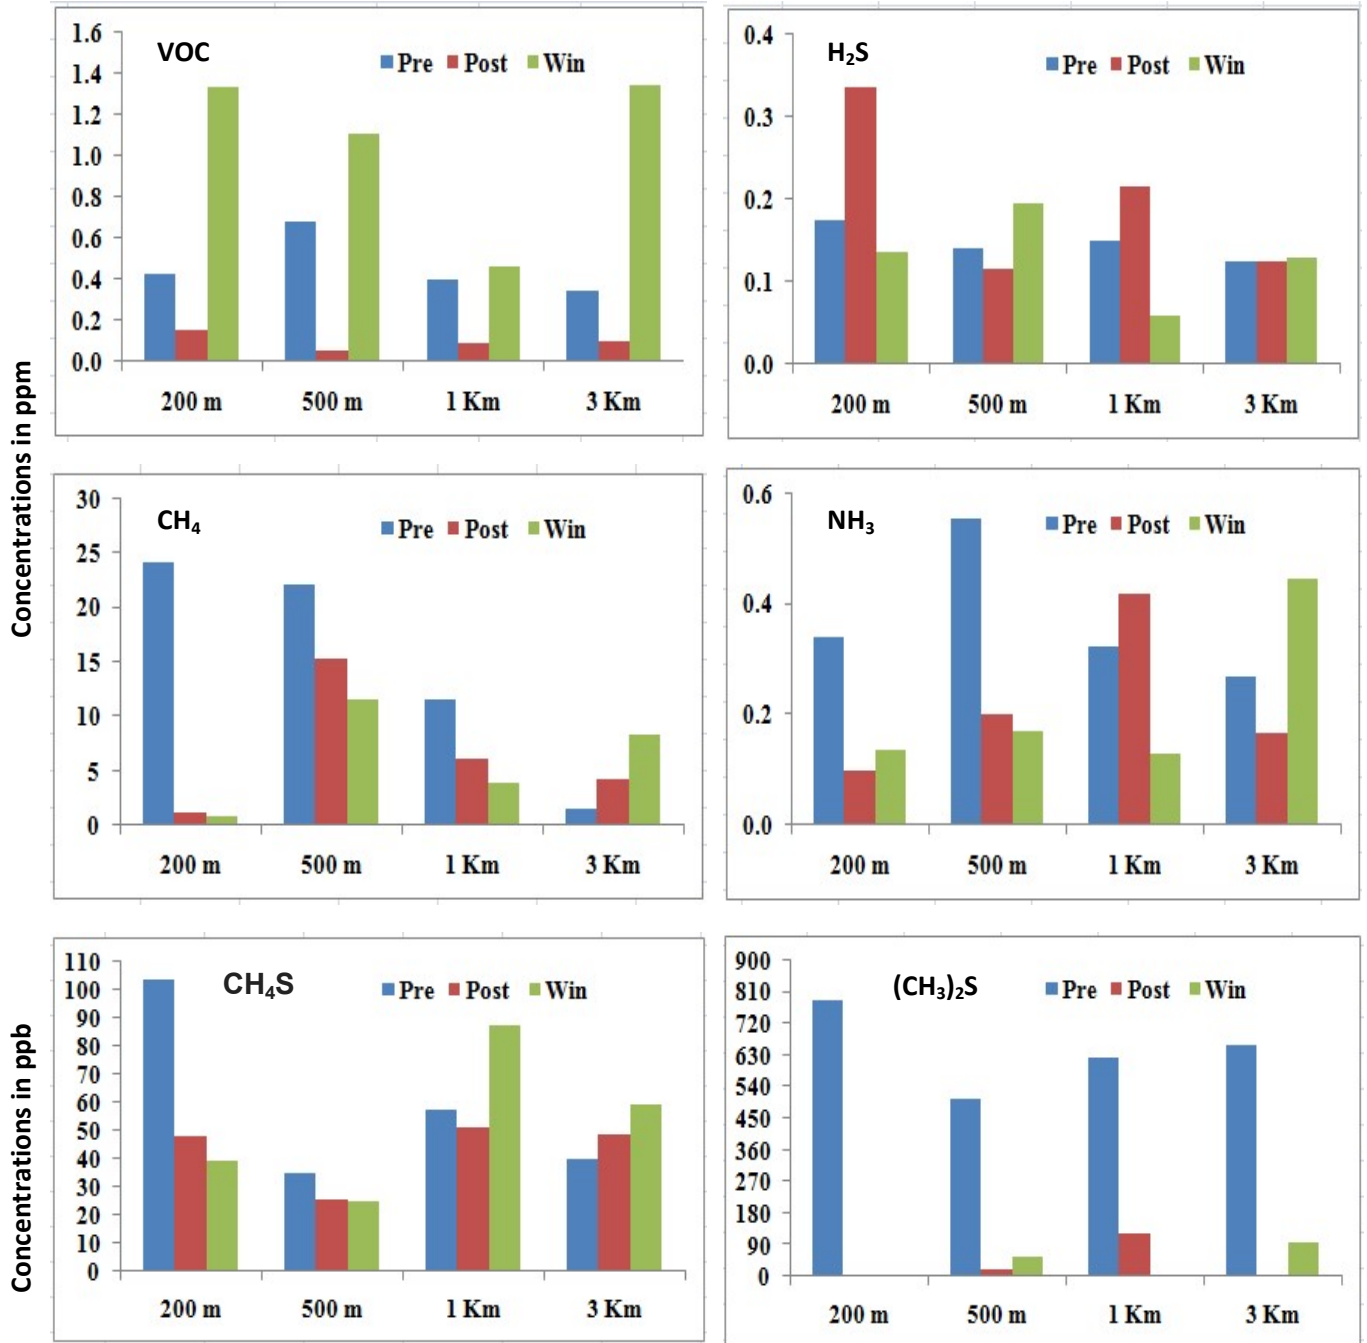 Concentrations in ppm
VOC
Pre Post Win
1.6
1.4
1.2
1.0
0.8
0.6
0.4
0.2
0.0
200 m 500 m 1 Km 3 Km
H₂S
Pre Post Win
0.4
0.3
0.2
0.1
0.0
200 m 500 m 1 Km 3 Km
CH₄
Pre Post Win
30
25
20
15
10
5
0
200 m 500 m 1 Km 3 Km
NH₃
Pre Post Win
0.6
0.4
0.2
0.0
200 m 500 m 1 Km 3 Km
Concentrations in ppb
CH₄S
Pre Post Win
110
100
90
80
70
60
50
40
30
20
10
0
200 m 500 m 1 Km 3 Km
(CH₃)₂S
Pre Post Win
900
810
720
630
540
450
360
270
180
90
0
200 m 500 m 1 Km 3 Km